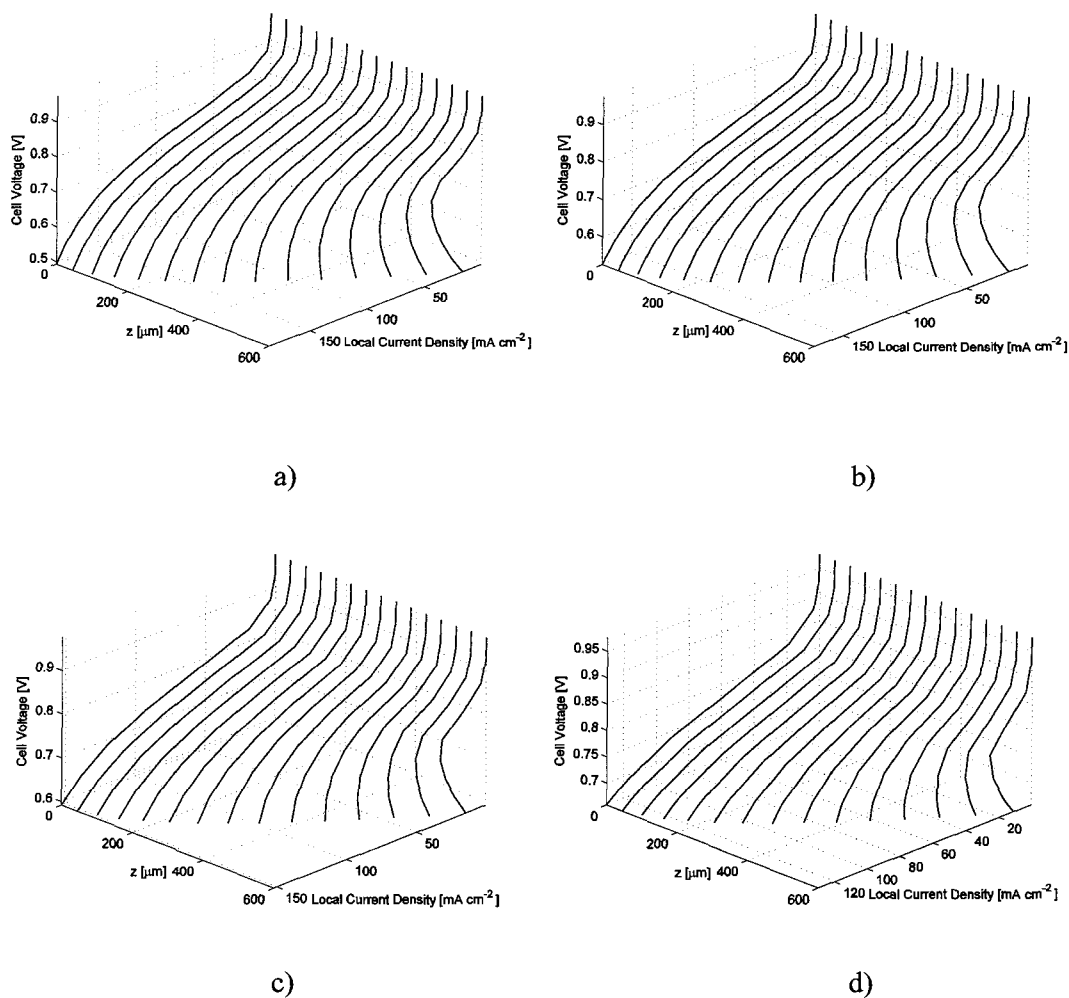 0.9
0.8
0.7
0.6
0.5
Cell Voltage [V]
0
200
z [μm] 400
600
50
100
150 Local Current Density [mA cm⁻²]
a)
0.9
0.8
0.7
0.6
Cell Voltage [V]
0
200
z [μm] 400
600
50
100
150 Local Current Density [mA cm⁻²]
b)
0.9
0.8
0.7
0.6
Cell Voltage [V]
0
200
z [μm] 400
600
50
100
150 Local Current Density [mA cm⁻²]
c)
0.95
0.9
0.85
0.8
0.75
0.7
Cell Voltage [V]
0
200
z [μm] 400
600
20
40
60
80
100
120 Local Current Density [mA cm⁻²]
d)